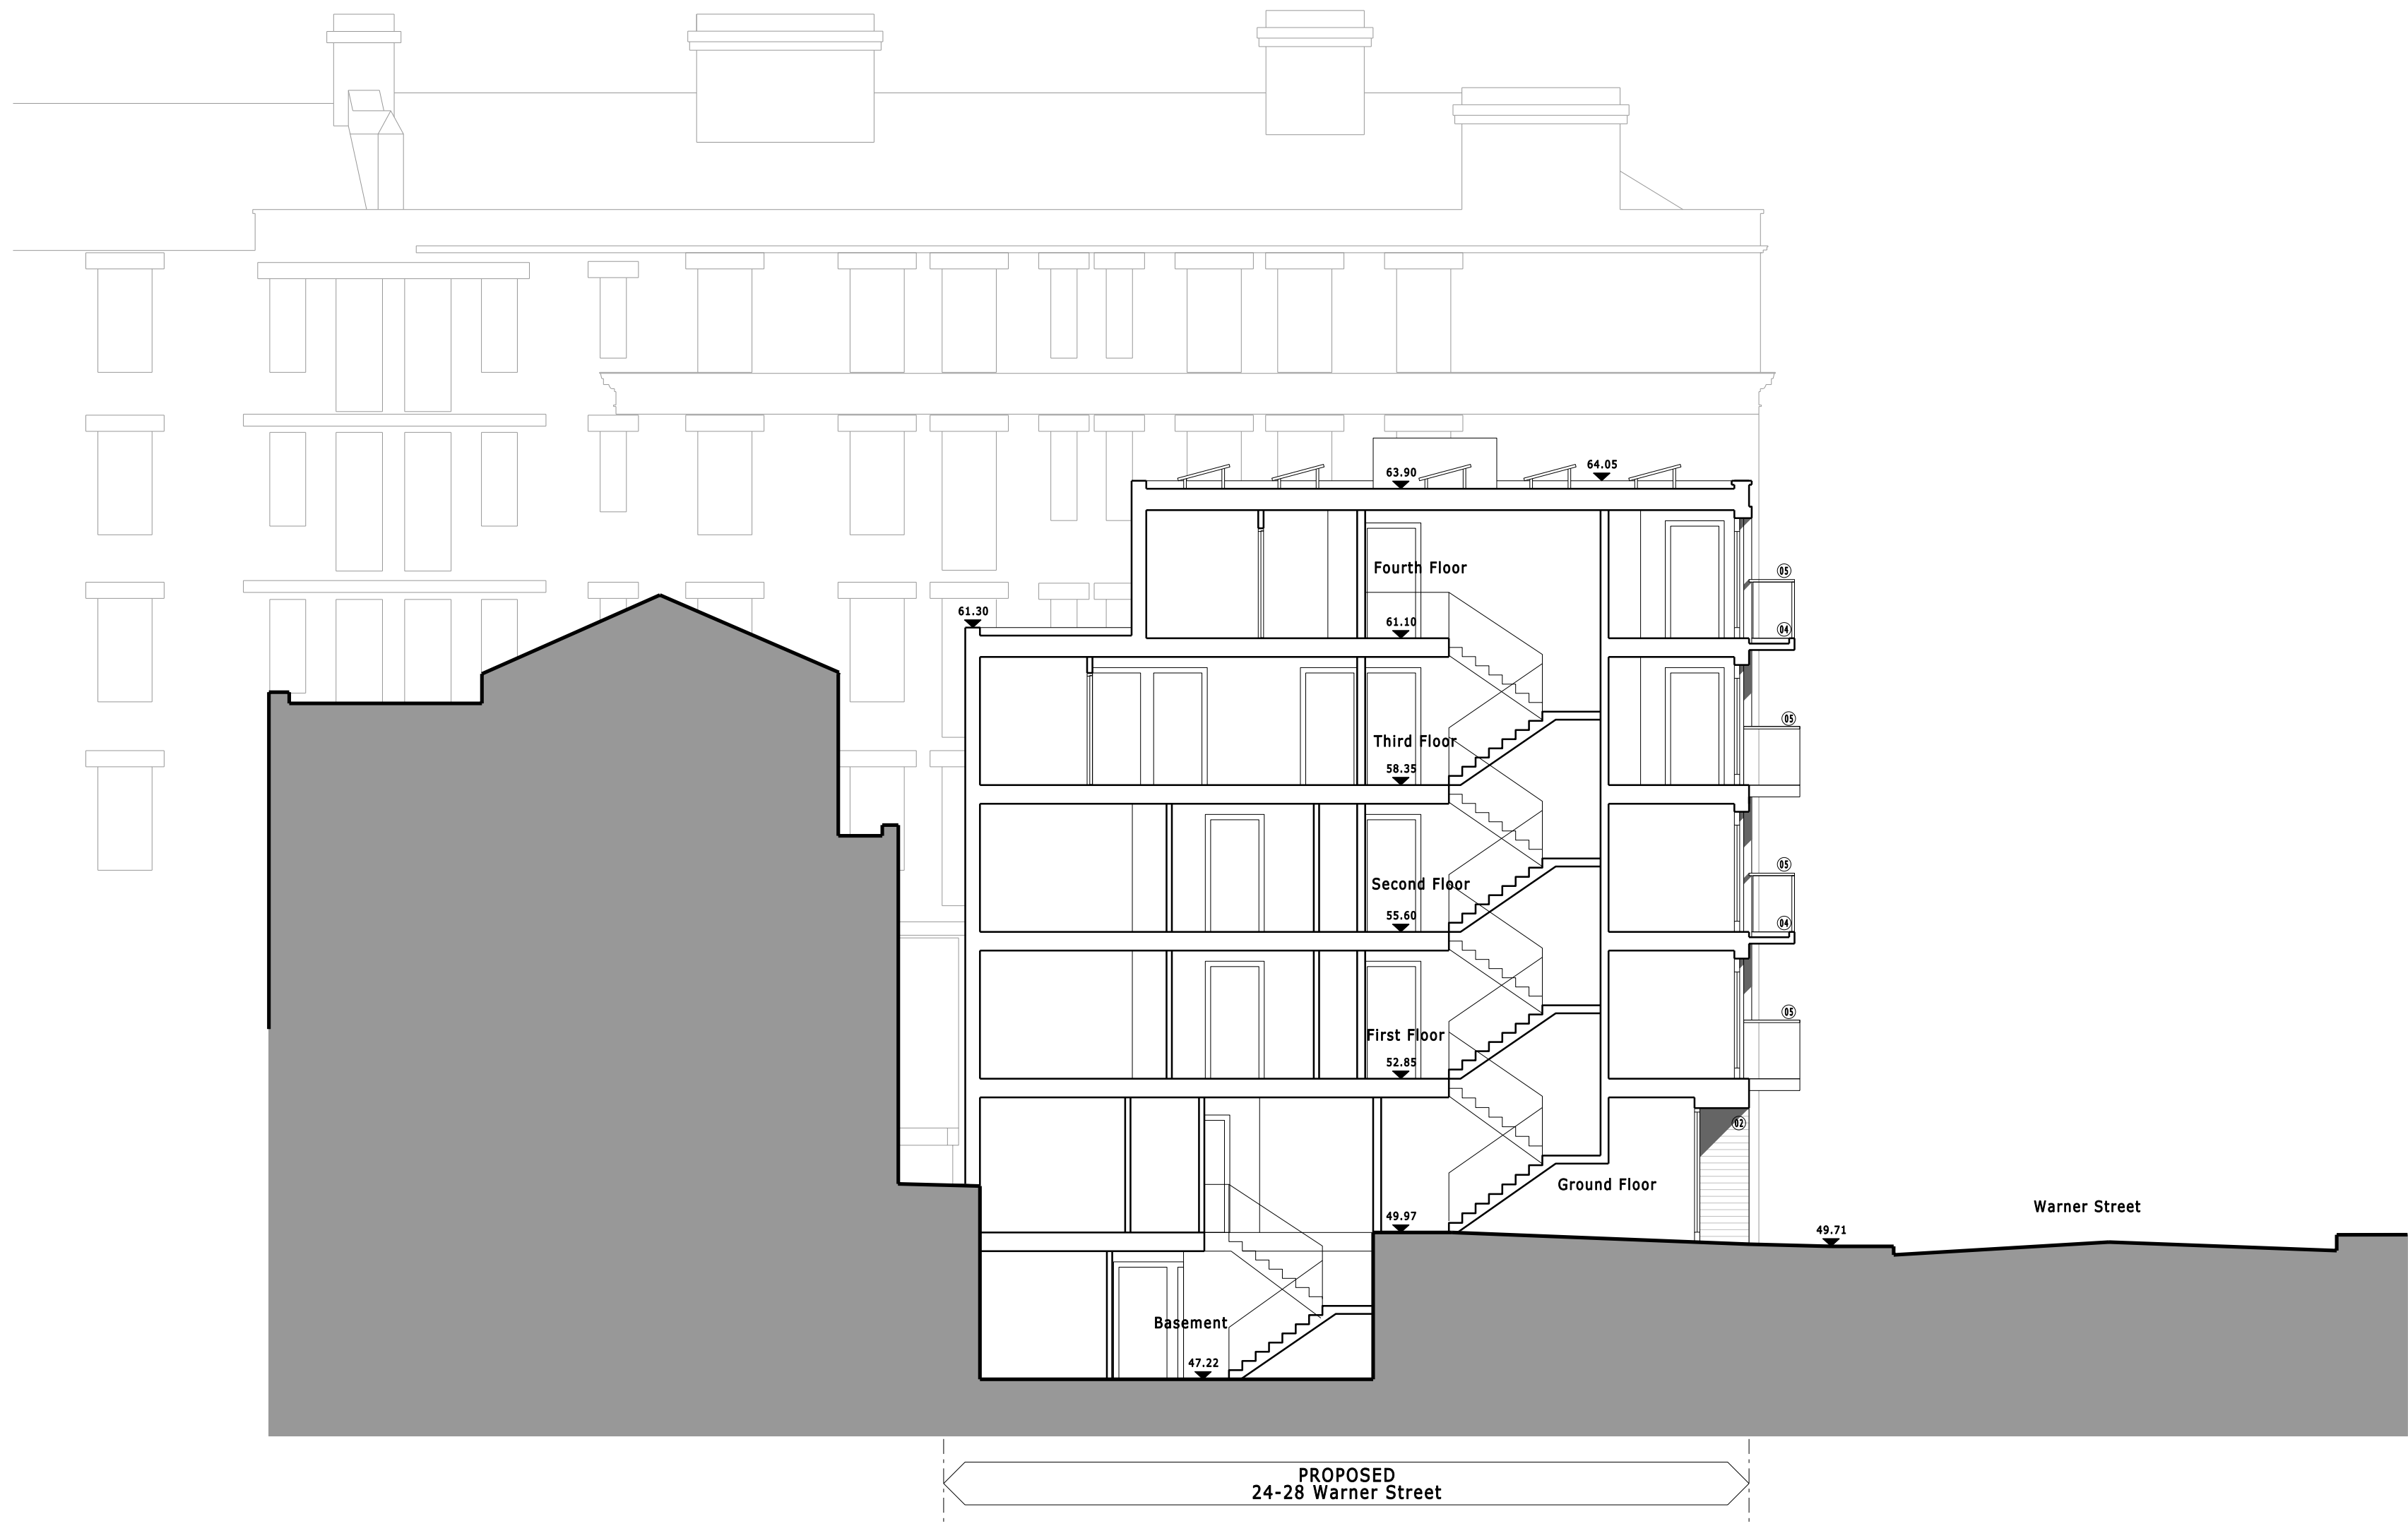 63.90
64.05
Fourth Floor
05
61.30
61.10
04
05
Third Floor
58.35
05
Second Floor
55.60
04
05
First Floor
52.85
02
Ground Floor
Warner Street
49.97
49.71
Basement
47.22
PROPOSED
24-28 Warner Street